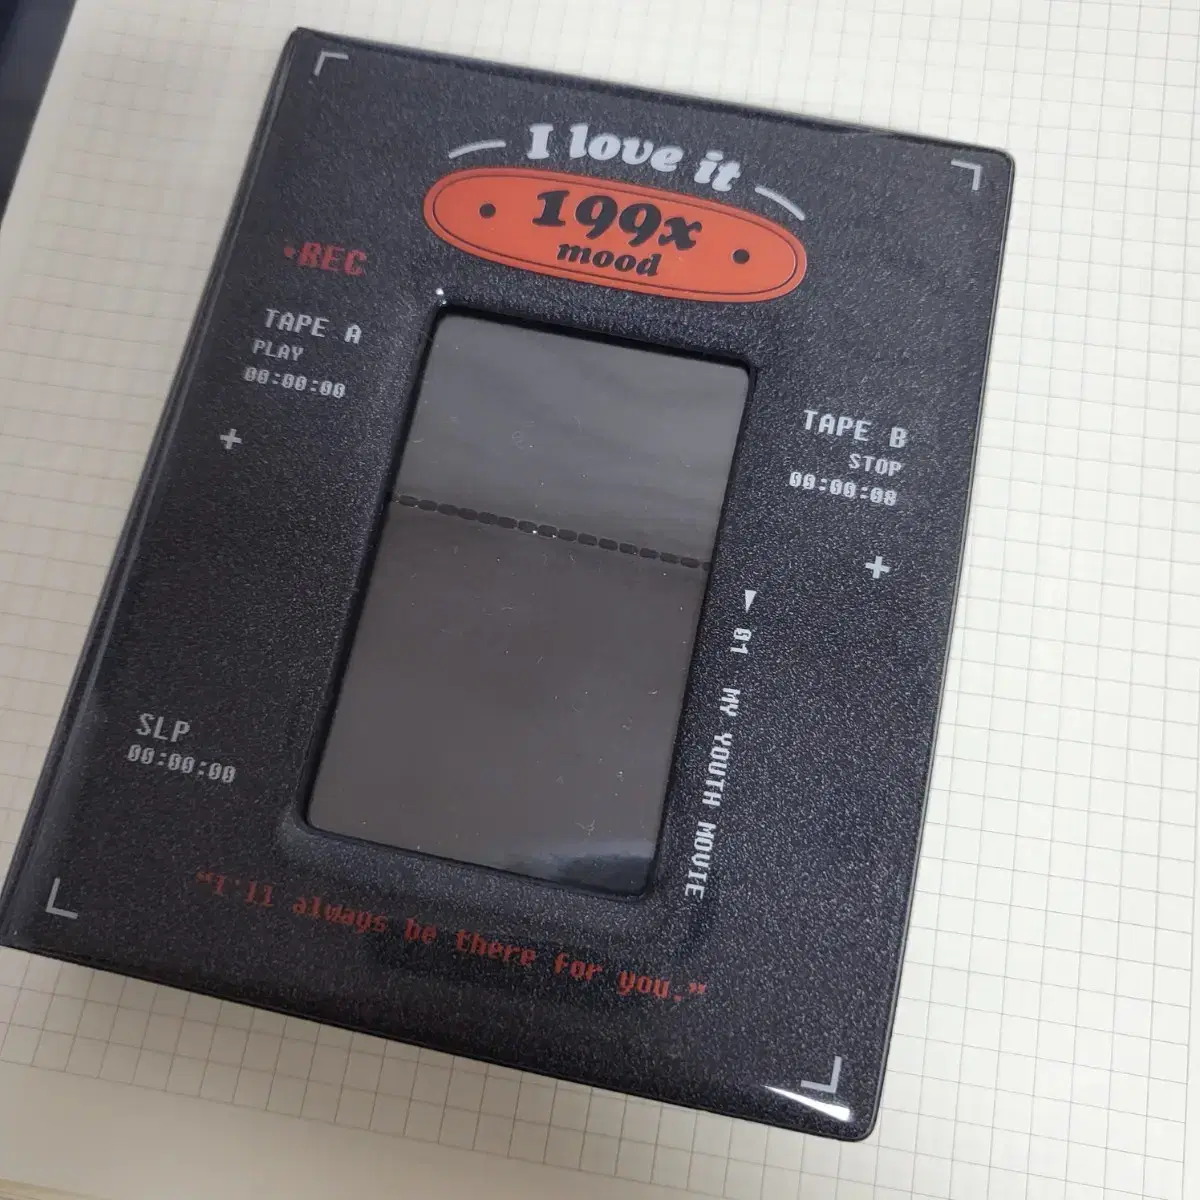 I love it
199x
mood
•REC
TAPE A
PLAY
00:00:00
TAPE B
STOP
00:00:08
▶ 01 MY YOUTH MOVIE
SLP
00:00:00
“I'll always be there for you.”